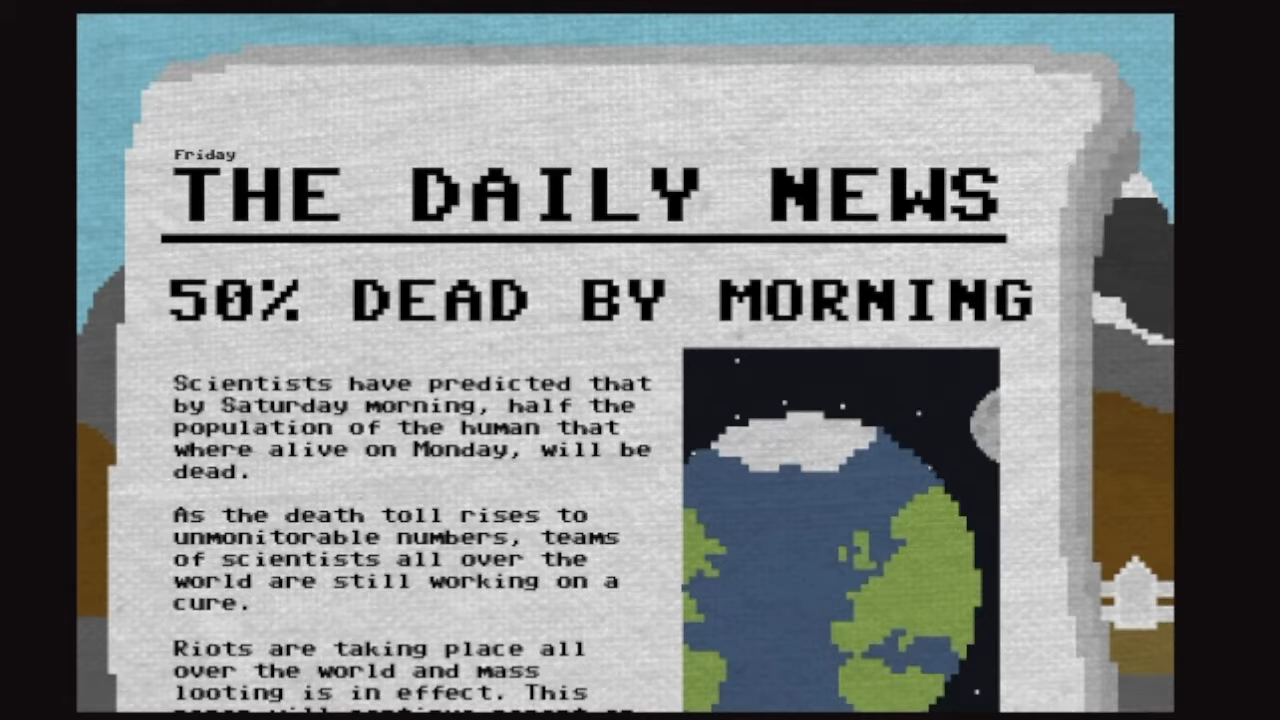 Friday
THE DAILY NEWS
50% DEAD BY MORNING
Scientists have predicted that
by Saturday morning, half the
population of the human that
where alive on Monday, will be
dead.
As the death toll rises to
unmonitorable numbers, teams
of scientists all over the
world are still working on a
cure.
Riots are taking place all
over the world and mass
looting is in effect. This